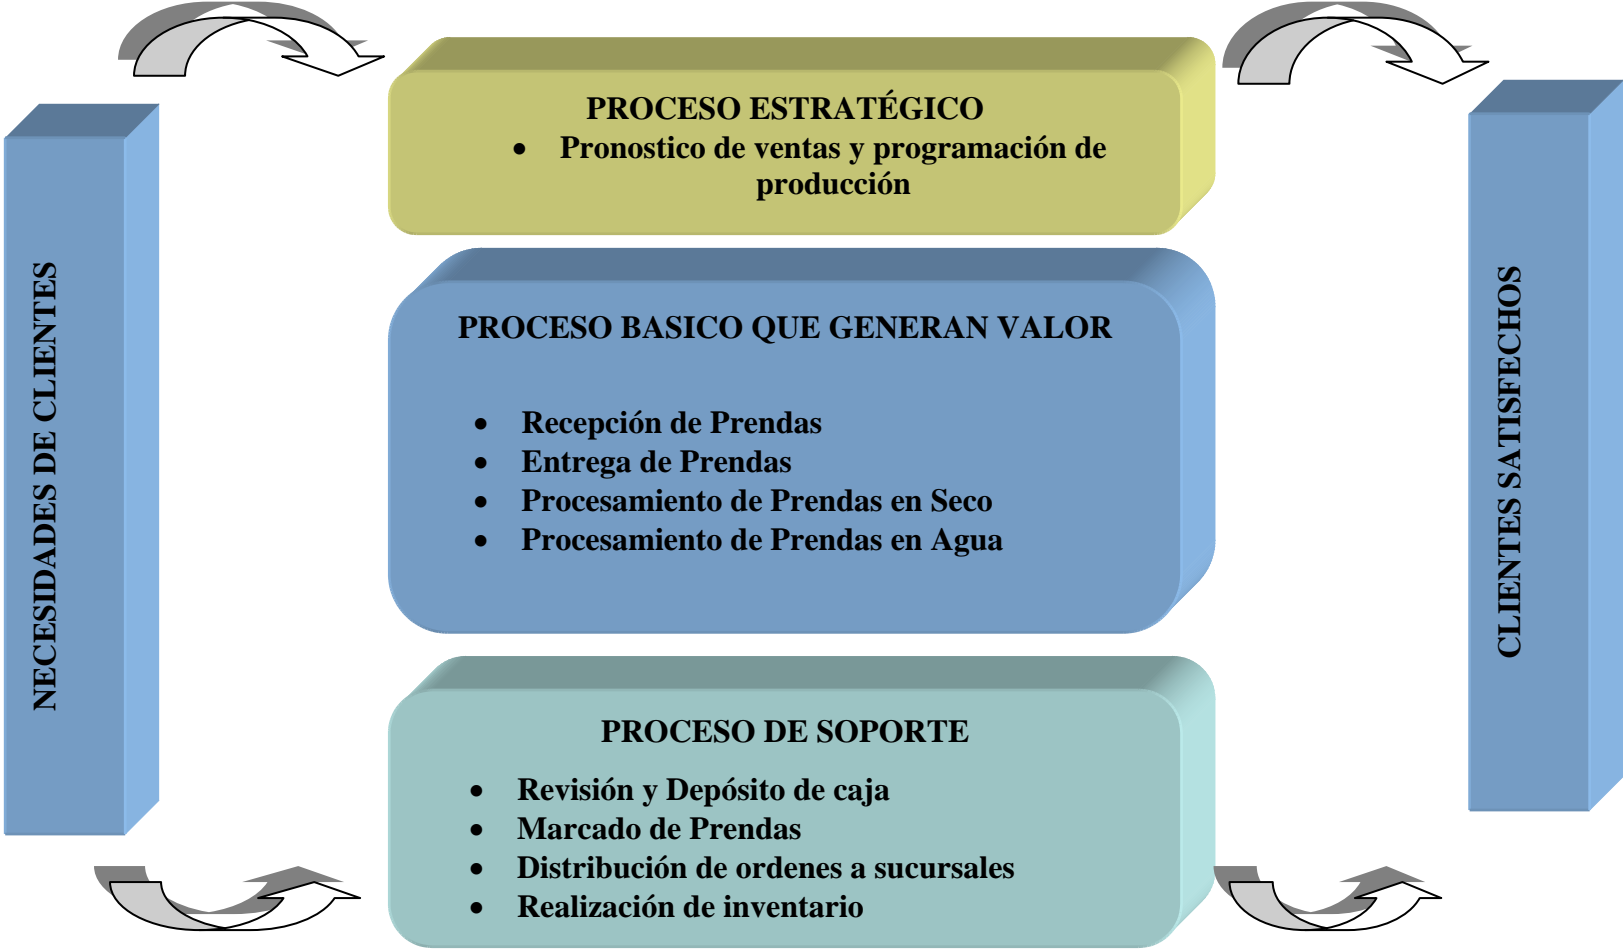 PROCESO ESTRATÉGICO
• Pronostico de ventas y programación de
producción
NECESIDADES DE CLIENTES
PROCESO BASICO QUE GENERAN VALOR
• Recepción de Prendas
• Entrega de Prendas
• Procesamiento de Prendas en Seco
• Procesamiento de Prendas en Agua
CLIENTES SATISFECHOS
PROCESO DE SOPORTE
• Revisión y Depósito de caja
• Marcado de Prendas
• Distribución de ordenes a sucursales
• Realización de inventario